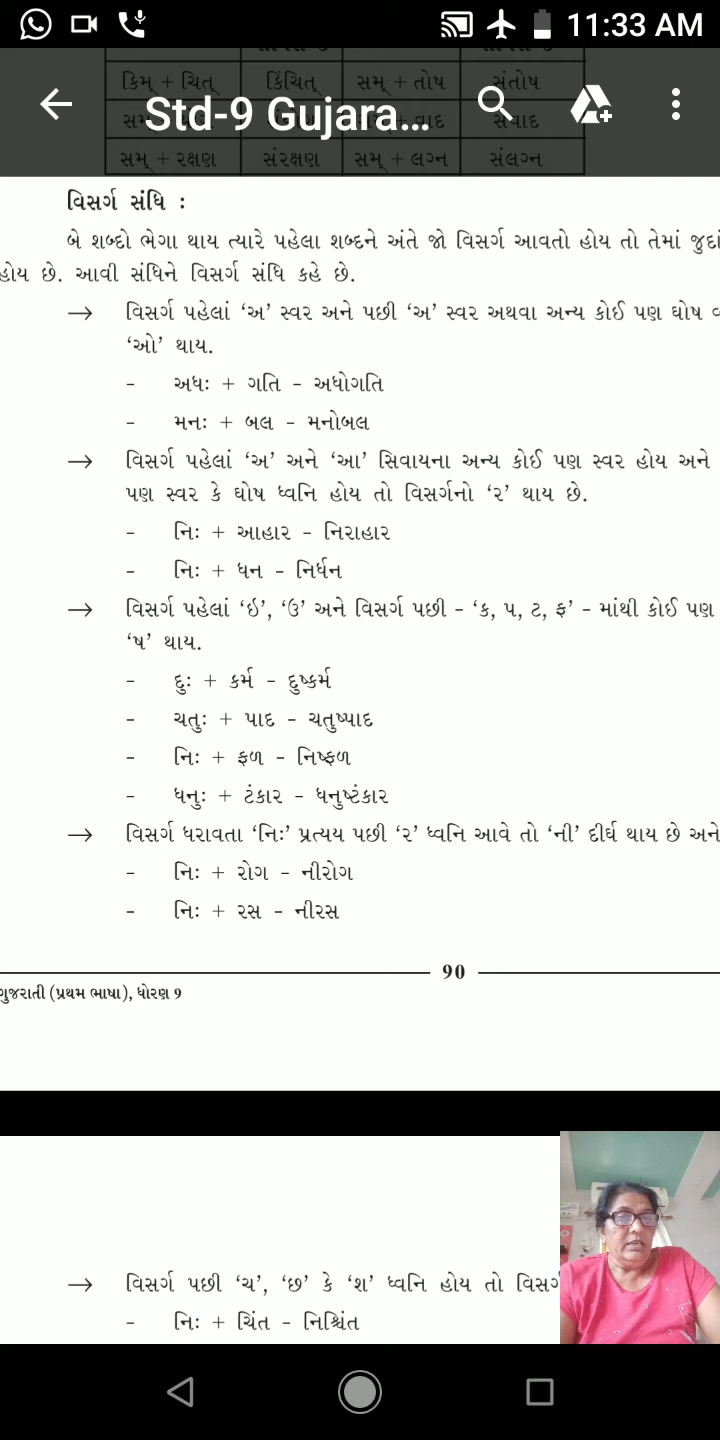 11:33 AM
કિમ્ + ચિત્ કિંચિત્ સમ્ + તોષ સંતોષ
Std-9 Gujara...
સમ્ + વાદ સંવાદ
સમ્ + રક્ષણ સંરક્ષણ સમ્ + લગ્ન સંલગ્ન
વિસર્ગ સંધિ :
બે શબ્દો ભેગા થાય ત્યારે પહેલા શબ્દને અંતે જો વિસર્ગ આવતો હોય તો તેમાં જુદાં
હોય છે. આવી સંધિને વિસર્ગ સંધિ કહે છે.
→ વિસર્ગ પહેલાં ‘અ’ સ્વર અને પછી ‘અ’ સ્વર અથવા અન્ય કોઈ પણ ઘોષ
‘ઓ’ થાય.
- અધઃ + ગતિ - અધોગતિ
- મનઃ + બલ - મનોબલ
→ વિસર્ગ પહેલાં ‘અ’ અને ‘આ’ સિવાયના અન્ય કોઈ પણ સ્વર હોય અને
પણ સ્વર કે ઘોષ ધ્વનિ હોય તો વિસર્ગનો ‘ર’ થાય છે.
- નિઃ + આહાર - નિરાહાર
- નિઃ + ધન - નિર્ધન
→ વિસર્ગ પહેલાં ‘ઇ’, ‘ઉ’ અને વિસર્ગ પછી - ‘ક, પ, ટ, ફ’ - માંથી કોઈ પણ
‘ષ’ થાય.
- દુઃ + કર્મ - દુષ્કર્મ
- ચતુઃ + પાદ - ચતુષ્પાદ
- નિઃ + ફળ - નિષ્ફળ
- ધનુઃ + ટંકાર - ધનુષ્ટંકાર
→ વિસર્ગ ધરાવતા ‘નિઃ’ પ્રત્યય પછી ‘ર’ ધ્વનિ આવે તો ‘ની’ દીર્ઘ થાય છે અને
- નિઃ + રોગ - નીરોગ
- નિઃ + રસ - નીરસ
90
ગુજરાતી (પ્રથમ ભાષા), ધોરણ 9
→ વિસર્ગ પછી ‘ચ’, ‘છ’ કે ‘શ’ ધ્વનિ હોય તો
- નિઃ + ચિંત - નિશ્ચિંત